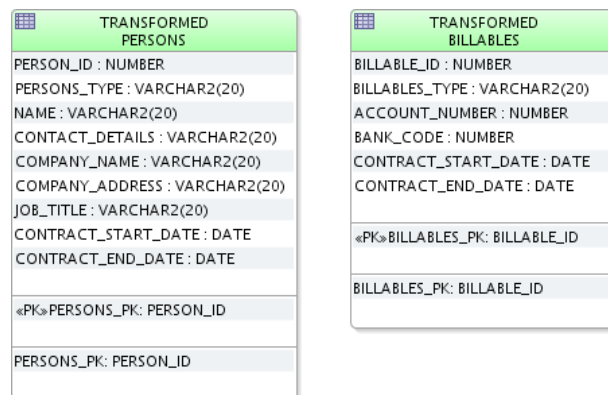 TRANSFORMED
PERSONS
PERSON_ID : NUMBER
PERSONS_TYPE : VARCHAR2(20)
NAME : VARCHAR2(20)
CONTACT_DETAILS : VARCHAR2(20)
COMPANY_NAME : VARCHAR2(20)
COMPANY_ADDRESS : VARCHAR2(20)
JOB_TITLE : VARCHAR2(20)
CONTRACT_START_DATE : DATE
CONTRACT_END_DATE : DATE
«PK»PERSONS_PK: PERSON_ID
PERSONS_PK: PERSON_ID
TRANSFORMED
BILLABLES
BILLABLE_ID : NUMBER
BILLABLES_TYPE : VARCHAR2(20)
ACCOUNT_NUMBER : NUMBER
BANK_CODE : NUMBER
CONTRACT_START_DATE : DATE
CONTRACT_END_DATE : DATE
«PK»BILLABLES_PK: BILLABLE_ID
BILLABLES_PK: BILLABLE_ID